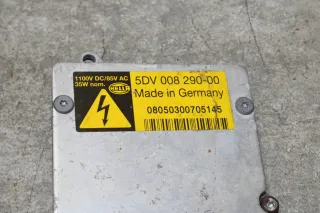 1100V DC/85V AC
35W nom.
HELLA
5DV 008 290-00
Made in Germany
08050300705145